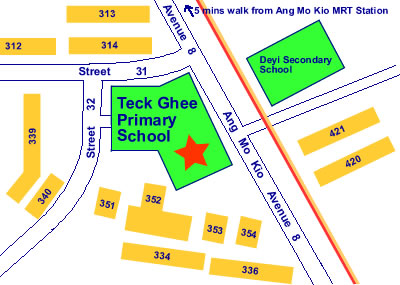 313
Avenue 8
5 mins walk from Ang Mo Kio MRT Station
312
314
Deyi Secondary
School
Street 31
Street 32
Teck Ghee
Primary
School
Ang Mo Kio Avenue 8
339
421
420
340
351
352
353
354
334
336